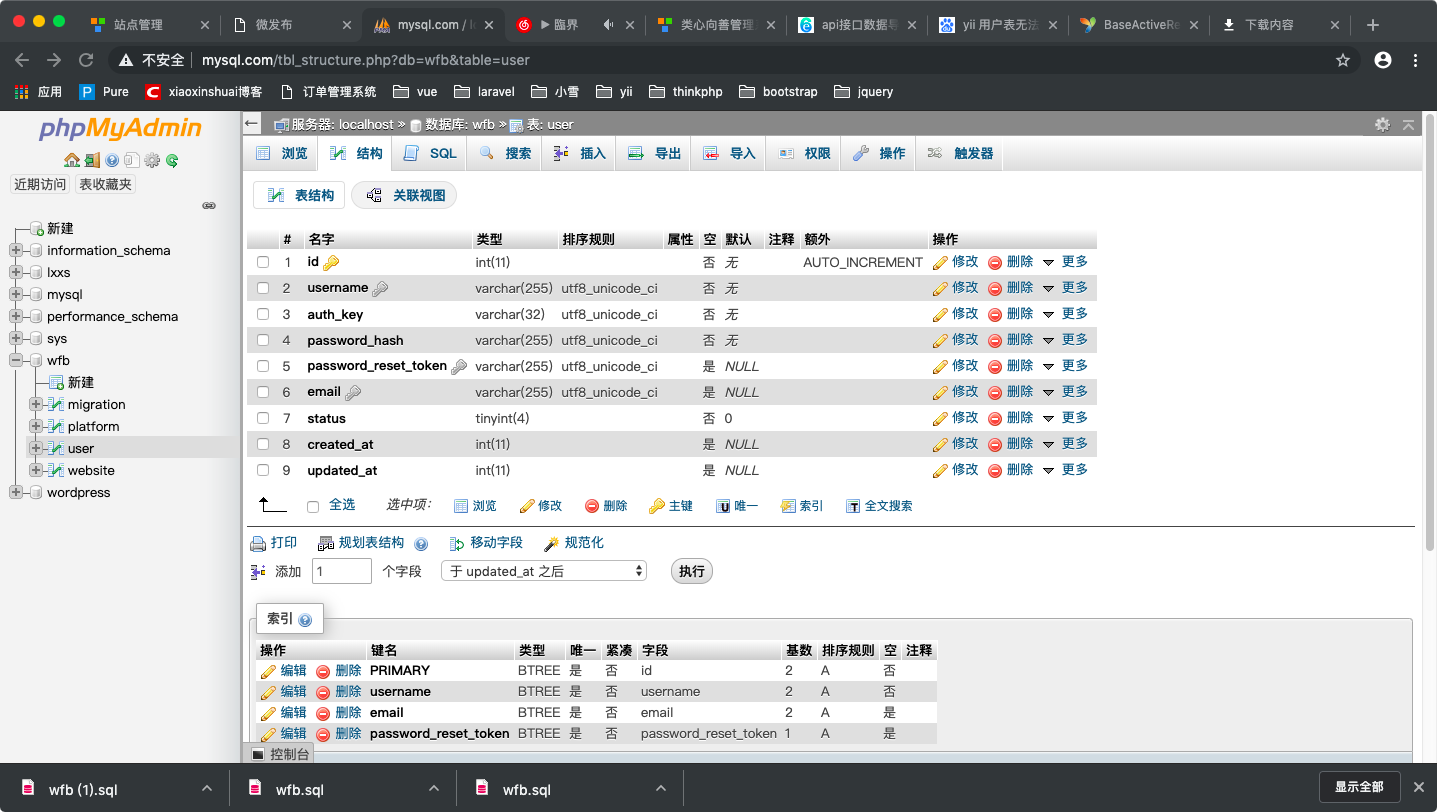 站点管理
微发布
mysql.com / lo
臨界
类心向善管理
api接口数据导
yii 用户表无法
BaseActiveRe
下载内容
不安全 mysql.com/tbl_structure.php?db=wfb&table=user
应用 Pure xiaoxinshuai博客 订单管理系统 vue laravel 小雪 yii thinkphp bootstrap jquery
phpMyAdmin
近期访问 表收藏夹
新建
information_schema
lxxs
mysql
performance_schema
sys
wfb
新建
migration
platform
user
website
wordpress
服务器: localhost » 数据库: wfb » 表: user
浏览 结构 SQL 搜索 插入 导出 导入 权限 操作 触发器
表结构 关联视图
# 名字 类型 排序规则 属性 空 默认 注释 额外 操作
1 id int(11) 否 无 AUTO_INCREMENT 修改 删除 更多
2 username varchar(255) utf8_unicode_ci 否 无 修改 删除 更多
3 auth_key varchar(32) utf8_unicode_ci 否 无 修改 删除 更多
4 password_hash varchar(255) utf8_unicode_ci 否 无 修改 删除 更多
5 password_reset_token varchar(255) utf8_unicode_ci 是 NULL 修改 删除 更多
6 email varchar(255) utf8_unicode_ci 是 NULL 修改 删除 更多
7 status tinyint(4) 否 0 修改 删除 更多
8 created_at int(11) 是 NULL 修改 删除 更多
9 updated_at int(11) 是 NULL 修改 删除 更多
全选 选中项: 浏览 修改 删除 主键 唯一 索引 全文搜索
打印 规划表结构 移动字段 规范化
添加 1 个字段 于 updated_at 之后 执行
索引
操作 键名 类型 唯一 紧凑 字段 基数 排序规则 空 注释
编辑 删除 PRIMARY BTREE 是 否 id 2 A 否
编辑 删除 username BTREE 是 否 username 2 A 否
编辑 删除 email BTREE 是 否 email 2 A 是
编辑 删除 password_reset_token BTREE 是 否 password_reset_token 1 A 是
控制台
wfb (1).sql wfb.sql wfb.sql 显示全部